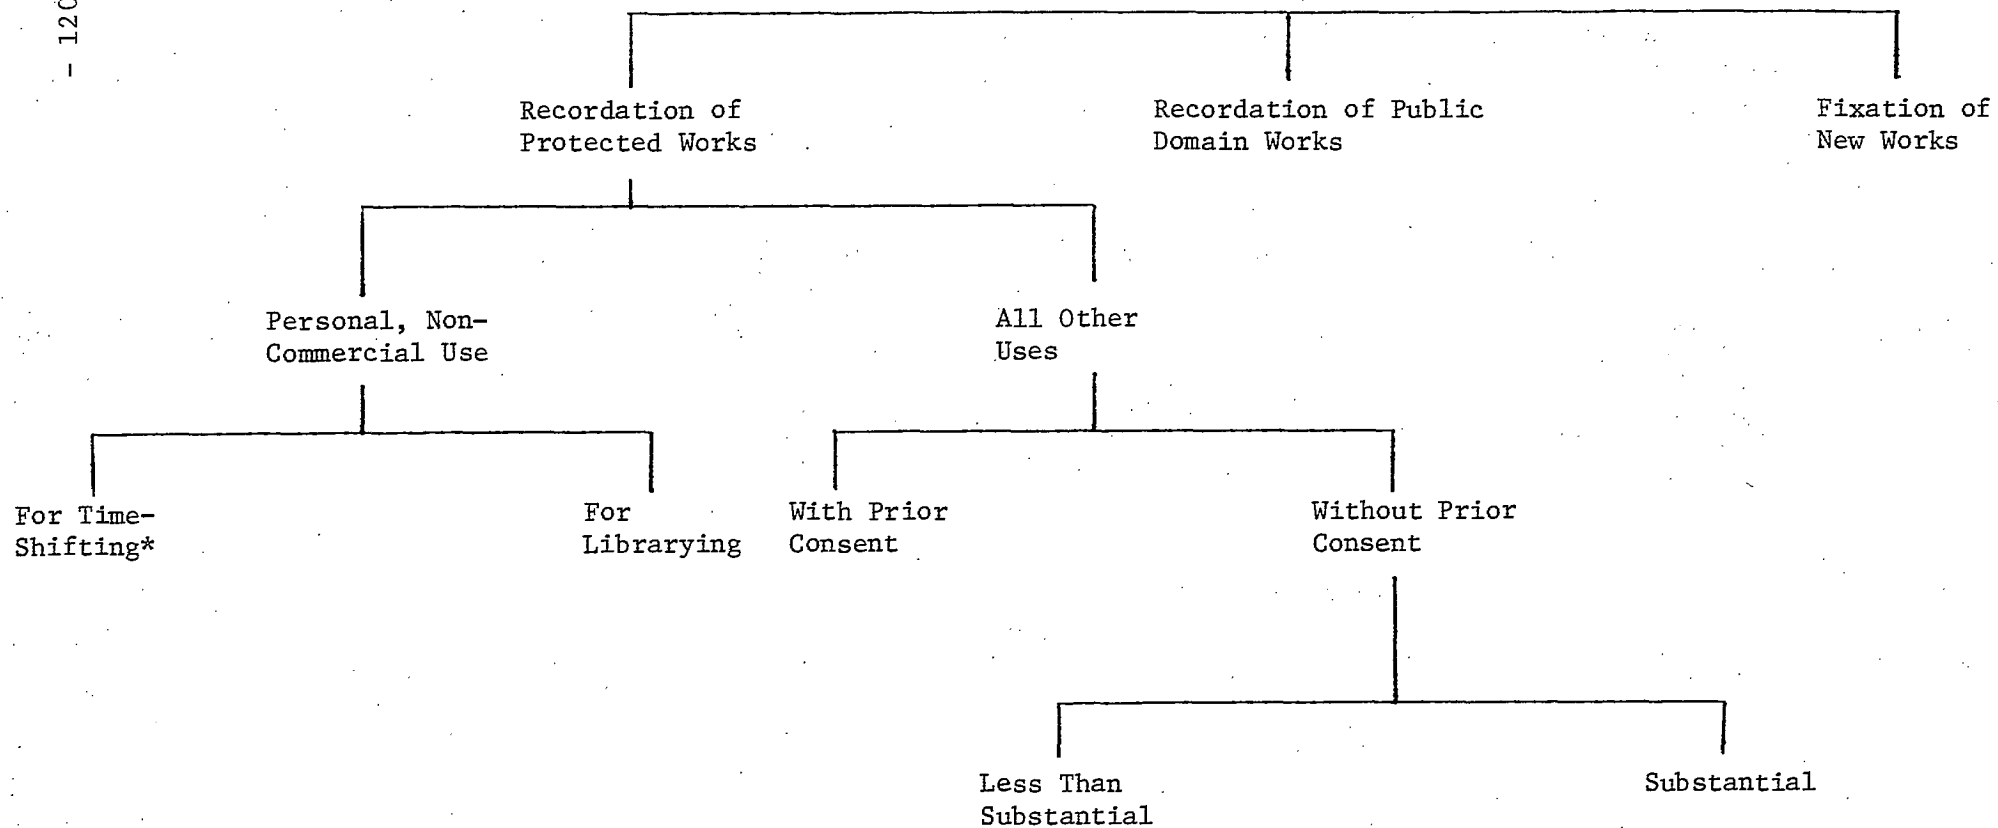 - 120
Recordation of
Protected Works
Recordation of Public
Domain Works
Fixation of
New Works
Personal, Non-
Commercial Use
All Other
Uses
For Time-
Shifting*
For
Librarying
With Prior
Consent
Without Prior
Consent
Less Than
Substantial
Substantial